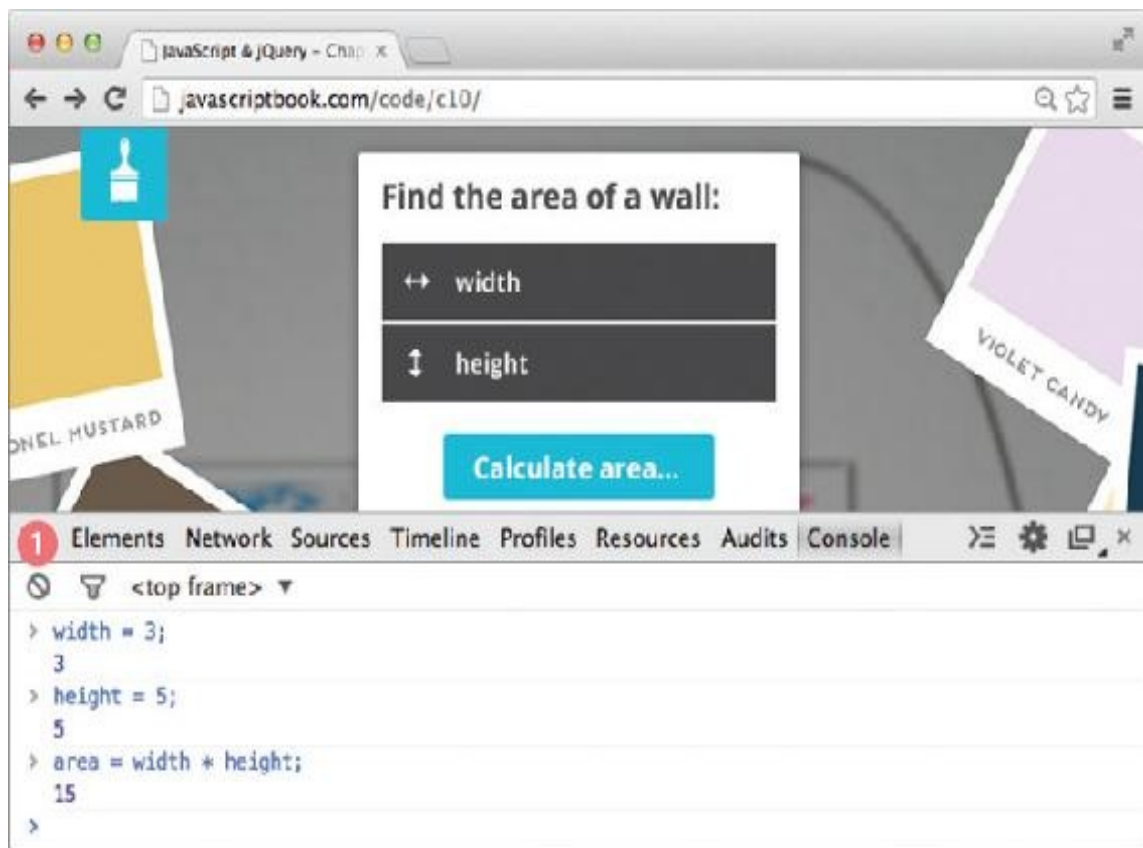 JavaScript & jQuery - Chap
javascriptbook.com/code/c10/
Find the area of a wall:
width
height
Calculate area...
ONEL MUSTARD
VIOLET CANDY
1 Elements Network Sources Timeline Profiles Resources Audits Console
<top frame>
> width = 3;
3
> height = 5;
5
> area = width * height;
15
>